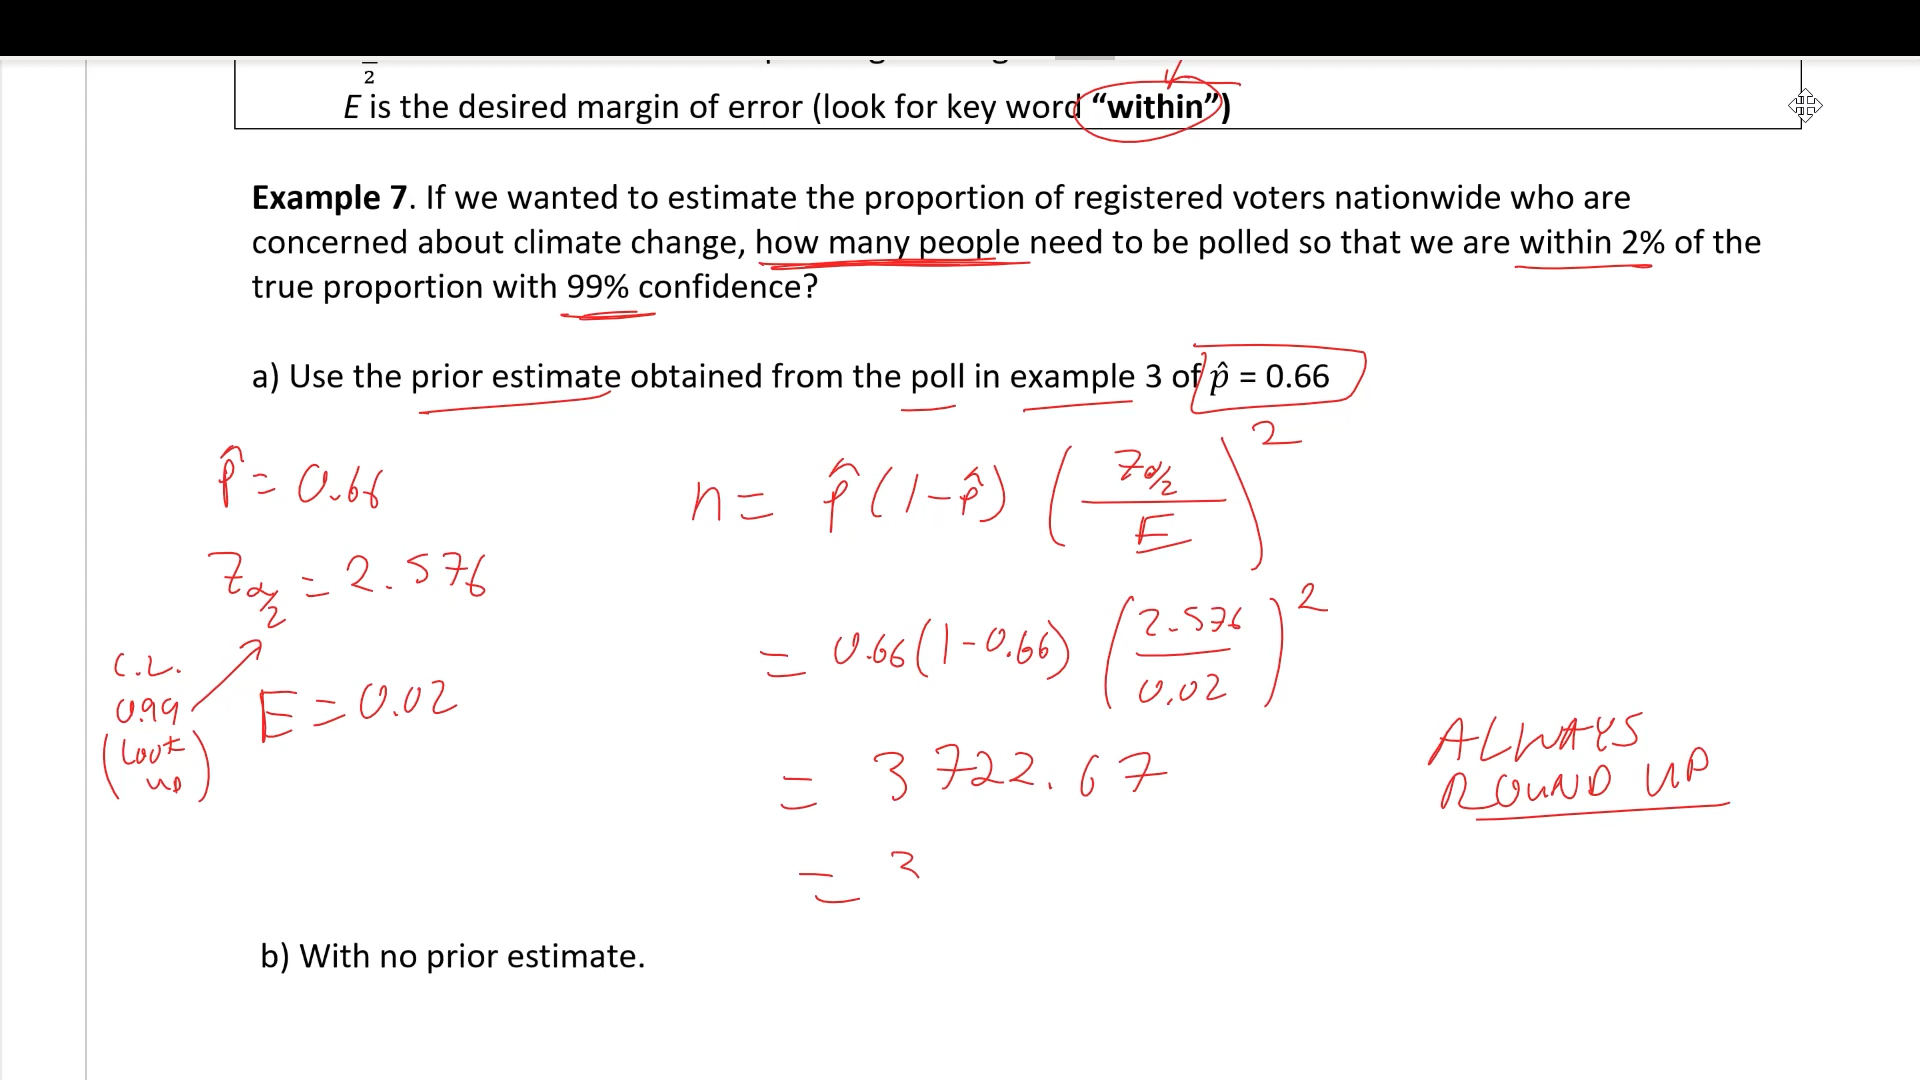 2
E is the desired margin of error (look for key word “within”)
Example 7. If we wanted to estimate the proportion of registered voters nationwide who are
concerned about climate change, how many people need to be polled so that we are within 2% of the
true proportion with 99% confidence?
a) Use the prior estimate obtained from the poll in example 3 of p̂ = 0.66
p̂ = 0.66
n = p̂(1-p̂) (Zα/2 / E)²
Zα/2 = 2.576
= 0.66(1-0.66) (2.576 / 0.02)²
C.L.
0.99
(look
up)
E = 0.02
= 3722.67
ALWAYS
ROUND UP
= 3
b) With no prior estimate.